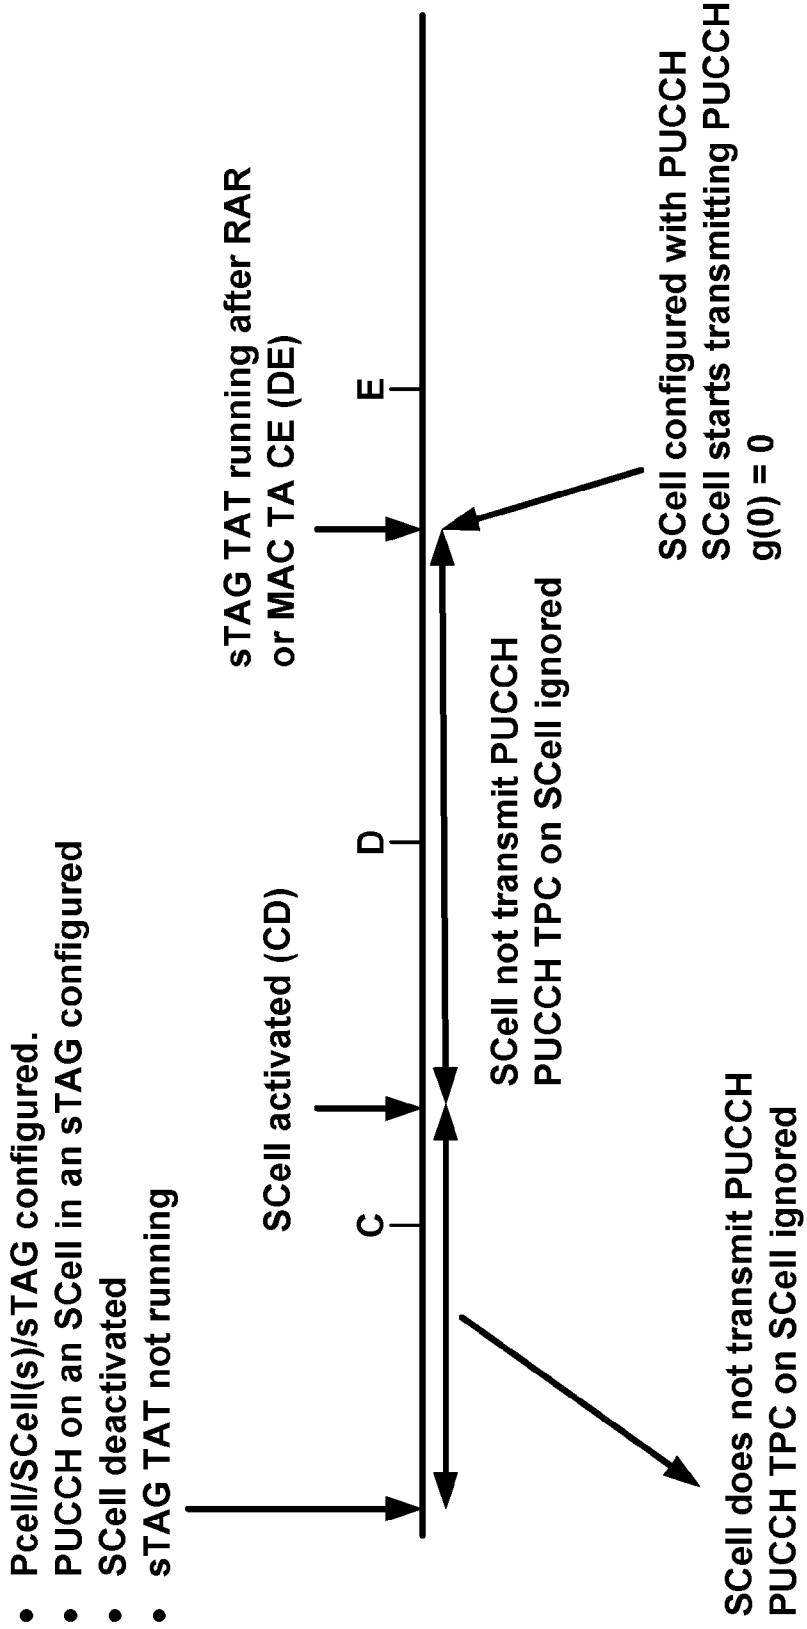 • Pcell/SCell(s)/sTAG configured.
• PUCCH on an SCell in an sTAG configured
• SCell deactivated
• sTAG TAT not running
SCell activated (CD)
sTAG TAT running after RAR
or MAC TA CE (DE)
C
D
E
SCell not transmit PUCCH
PUCCH TPC on SCell ignored
SCell does not transmit PUCCH
PUCCH TPC on SCell ignored
SCell configured with PUCCH
SCell starts transmitting PUCCH
g(0) = 0